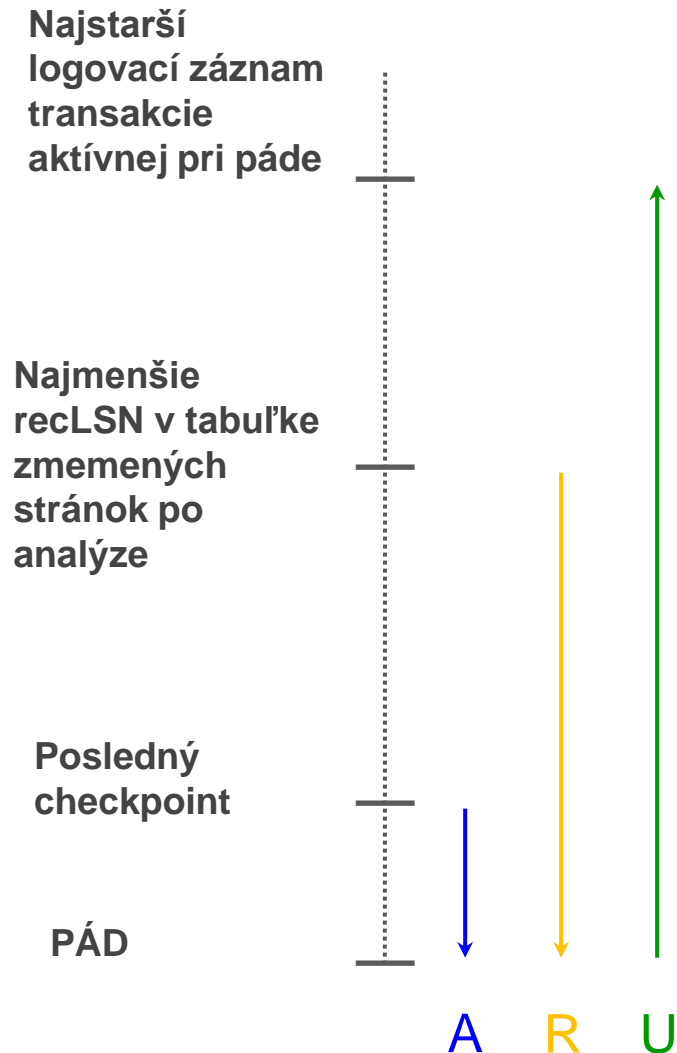 Najstarší
logovací záznam
transakcie
aktívnej pri páde
Najmenšie
recLSN v tabuľke
zmemených
stránok po
analýze
Posledný
checkpoint
PÁD
A R U